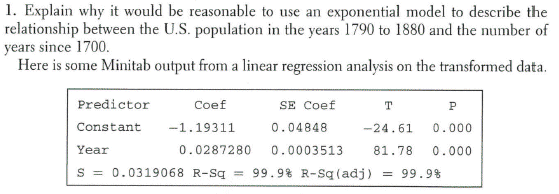 1. Explain why it would be reasonable to use an exponential model to describe the
relationship between the U.S. population in the years 1790 to 1880 and the number of
years since 1700.
Here is some Minitab output from a linear regression analysis on the transformed data.
Predictor Coef SE Coef T P
Constant -1.19311 0.04848 -24.61 0.000
Year 0.0287280 0.0003513 81.78 0.000
S = 0.0319068 R-Sq = 99.9% R-Sq(adj) = 99.9%